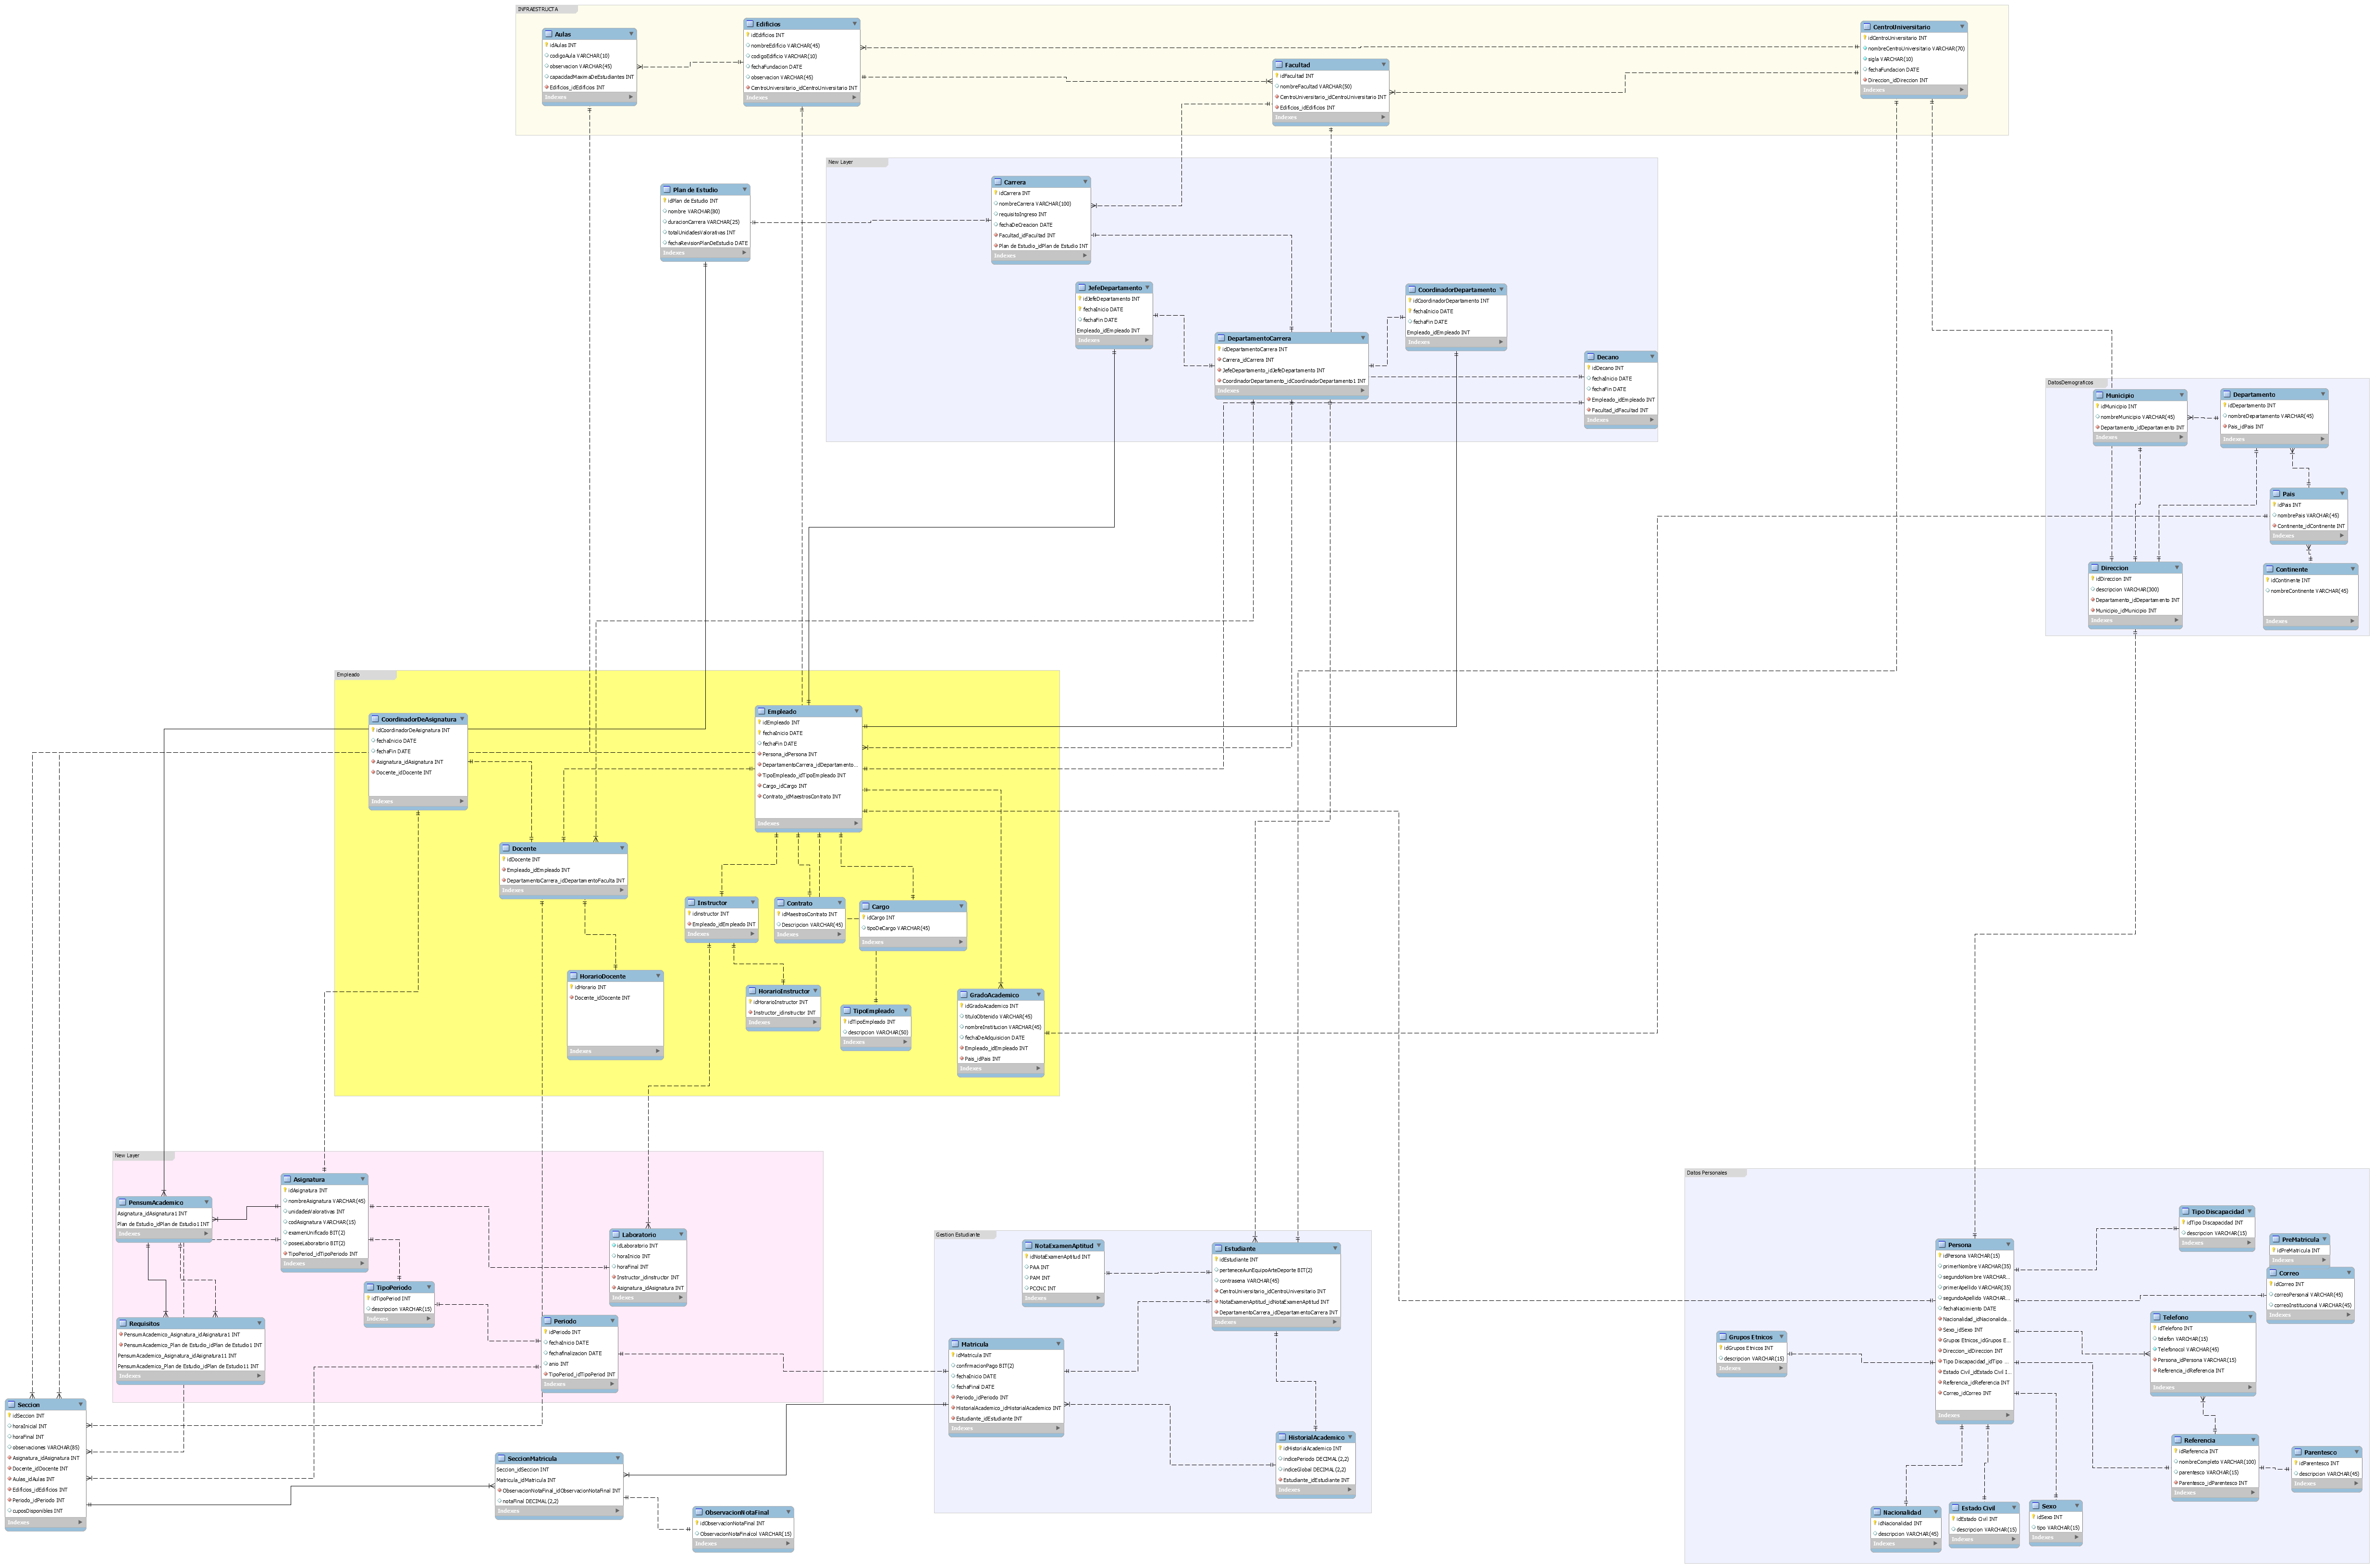 INFRAESTRUCTA
Aulas
idAulas INT
codigoAula VARCHAR(10)
observacion VARCHAR(45)
capacidadMaximaDeEstudiantes INT
Edificios_idEdificios INT
Indexes
Edificios
idEdificios INT
nombreEdificio VARCHAR(45)
codigoEdificio VARCHAR(10)
fechaFundacion DATE
observacion VARCHAR(45)
CentroUniversitario_idCentroUniversitario INT
Indexes
Facultad
idFacultad INT
nombreFacultad VARCHAR(50)
CentroUniversitario_idCentroUniversitario INT
Edificios_idEdificios INT
Indexes
CentroUniversitario
idCentroUniversitario INT
nombreCentroUniversitario VARCHAR(70)
sigla VARCHAR(10)
fechaFundacion DATE
Direccion_idDireccion INT
Indexes
New Layer
Plan de Estudio
idPlan de Estudio INT
nombre VARCHAR(80)
duracionCarrera VARCHAR(25)
totalUnidadesValorativas INT
fechaRevisionPlanDeEstudio DATE
Indexes
Carrera
idCarrera INT
nombreCarrera VARCHAR(100)
requisitoIngreso INT
fechaDeCreacion DATE
Facultad_idFacultad INT
Plan de Estudio_idPlan de Estudio INT
Indexes
JefeDepartamento
idJefeDepartamento INT
fechaInicio DATE
fechaFin DATE
Empleado_idEmpleado INT
Indexes
CoordinadorDepartamento
idCoordinadorDepartamento INT
fechaInicio DATE
fechaFin DATE
Empleado_idEmpleado INT
Indexes
DepartamentoCarrera
idDepartamentoCarrera INT
Carrera_idCarrera INT
JefeDepartamento_idJefeDepartamento INT
CoordinadorDepartamento_idCoordinadorDepartamento1 INT
Indexes
Decano
idDecano INT
fechaInicio DATE
fechaFin DATE
Empleado_idEmpleado INT
Facultad_idFacultad INT
Indexes
DatosDemograficos
Municipio
idMunicipio INT
nombreMunicipio VARCHAR(45)
Departamento_idDepartamento INT
Indexes
Departamento
idDepartamento INT
nombreDepartamento VARCHAR(45)
Pais_idPais INT
Indexes
Pais
idPais INT
nombrePais VARCHAR(45)
Continente_idContinente INT
Indexes
Direccion
idDireccion INT
descripcion VARCHAR(300)
Departamento_idDepartamento INT
Municipio_idMunicipio INT
Indexes
Continente
idContinente INT
nombreContinente VARCHAR(45)
Indexes
Empleado
CoordinadorDeAsignatura
idCoordinadorDeAsignatura INT
fechaInicio DATE
fechaFin DATE
Asignatura_idAsignatura INT
Docente_idDocente INT
Indexes
Empleado
idEmpleado INT
fechaInicio DATE
fechaFin DATE
Persona_idPersona INT
DepartamentoCarrera_idDepartamento...
TipoEmpleado_idTipoEmpleado INT
Cargo_idCargo INT
Contrato_idMaestrosContrato INT
Indexes
Docente
idDocente INT
Empleado_idEmpleado INT
DepartamentoCarrera_idDepartamentoFaculta INT
Indexes
Instructor
idinstructor INT
Empleado_idEmpleado INT
Indexes
Contrato
idMaestrosContrato INT
Descripcion VARCHAR(45)
Indexes
Cargo
idCargo INT
tipoDeCargo VARCHAR(45)
Indexes
HorarioDocente
idHorario INT
Docente_idDocente INT
Indexes
HorarioInstructor
idHorarioInstructor INT
Instructor_idinstructor INT
Indexes
TipoEmpleado
idTipoEmpleado INT
descripcion VARCHAR(50)
Indexes
GradoAcademico
idGradoAcademico INT
tituloObtenido VARCHAR(45)
nombreInstitucion VARCHAR(45)
fechaDeAdquisicion DATE
Empleado_idEmpleado INT
Pais_idPais INT
Indexes
New Layer
PensumAcademico
Asignatura_idAsignatura1 INT
Plan de Estudio_idPlan de Estudio1 INT
Indexes
Asignatura
idAsignatura INT
nombreAsignatura VARCHAR(45)
unidadesValorativas INT
codAsignatura VARCHAR(15)
examenUnificado BIT(2)
poseeLaboratorio BIT(2)
TipoPeriod_idTipoPeriodo INT
Indexes
Laboratorio
idLaboratorio INT
horaInicio INT
horaFinal INT
Instructor_idinstructor INT
Asignatura_idAsignatura INT
Indexes
TipoPeriodo
idTipoPeriod INT
descripcion VARCHAR(15)
Indexes
Requisitos
PensumAcademico_Asignatura_idAsignatura1 INT
PensumAcademico_Plan de Estudio_idPlan de Estudio1 INT
PensumAcademico_Asignatura_idAsignatura11 INT
PensumAcademico_Plan de Estudio_idPlan de Estudio11 INT
Indexes
Periodo
idPeriodo INT
fechaInicio DATE
fechafinalizacion DATE
anio INT
TipoPeriod_idTipoPeriod INT
Indexes
Seccion
idSeccion INT
horaInicial INT
horaFinal INT
observaciones VARCHAR(85)
Asignatura_idAsignatura INT
Docente_idDocente INT
Aulas_idAulas INT
Edificios_idEdificios INT
Periodo_idPeriodo INT
cuposDisponibles INT
Indexes
SeccionMatricula
Seccion_idSeccion INT
Matricula_idMatricula INT
ObservacionNotaFinal_idObservacionNotaFinal INT
notaFinal DECIMAL(2,2)
Indexes
ObservacionNotaFinal
idObservacionNotaFinal INT
ObservacionNotaFinalcol VARCHAR(15)
Indexes
Gestion Estudiante
NotaExamenAptitud
idNotaExamenAptitud INT
PAA INT
PAM INT
PCCNC INT
Indexes
Estudiante
idEstudiante INT
perteneceAunEquipoArteDeporte BIT(2)
contrasena VARCHAR(45)
CentroUniversitario_idCentroUniversitario INT
NotaExamenAptitud_idNotaExamenAptitud INT
DepartamentoCarrera_idDepartamentoCarrera INT
Indexes
Matricula
idMatricula INT
confirmacionPago BIT(2)
fechaInicio DATE
fechaFinal DATE
Periodo_idPeriodo INT
HistorialAcademico_idHistorialAcademico INT
Estudiante_idEstudiante INT
Indexes
HistorialAcademico
idHistorialAcademico INT
indicePeriodo DECIMAL(2,2)
indiceGlobal DECIMAL(2,2)
Estudiante_idEstudiante INT
Indexes
Datos Personales
Tipo Discapacidad
idTipo Discapacidad INT
descripcion VARCHAR(15)
Indexes
PreMatricula
idPreMatricula INT
Indexes
Persona
idPersona VARCHAR(15)
primerNombre VARCHAR(35)
segundoNombre VARCHAR...
primerApellido VARCHAR(35)
segundoApellido VARCHAR...
fechaNacimiento DATE
Nacionalidad_idNacionalida...
Sexo_idSexo INT
Grupos Etnicos_idGrupos E...
Direccion_idDireccion INT
Tipo Discapacidad_idTipo ...
Estado Civil_idEstado Civil I...
Referencia_idReferencia INT
Correo_idCorreo INT
Indexes
Correo
idCorreo INT
correoPersonal VARCHAR(45)
correoInstitucional VARCHAR(45)
Telefono
idTelefono INT
telefon VARCHAR(15)
Telefonocol VARCHAR(45)
Persona_idPersona VARCHAR(15)
Referencia_idReferencia INT
Indexes
Grupos Etnicos
idGrupos Etnicos INT
descripcion VARCHAR(15)
Indexes
Referencia
idReferencia INT
nombreCompleto VARCHAR(100)
parentesco VARCHAR(15)
Parentesco_idParentesco INT
Indexes
Parentesco
idParentesco INT
descripcion VARCHAR(45)
Indexes
Nacionalidad
idNacionalidad INT
descripcion VARCHAR(45)
Indexes
Estado Civil
idEstado Civil INT
descripcion VARCHAR(15)
Indexes
Sexo
idSexo INT
tipo VARCHAR(15)
Indexes